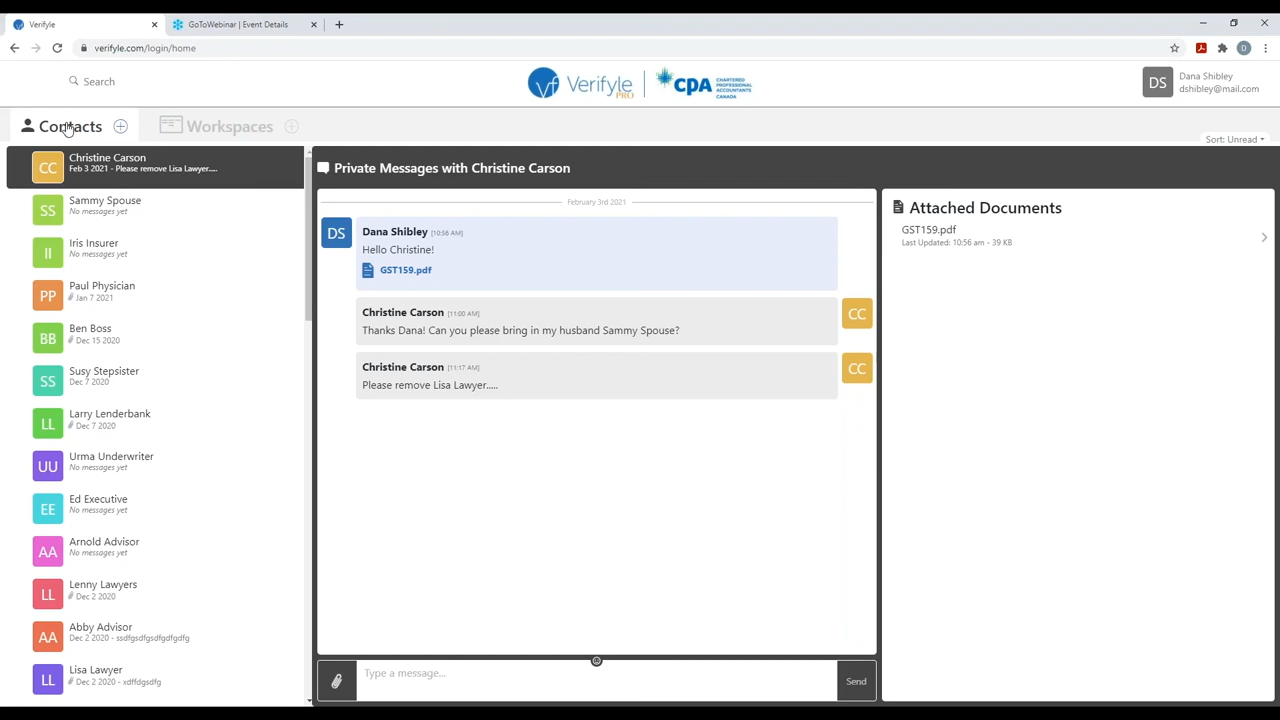 Verifyle
GoToWebinar | Event Details
verifyle.com/login/home
D
Search
vf Verifyle PRO
CPA CHARTERED PROFESSIONAL ACCOUNTANTS CANADA
DS
Dana Shibley
dshibley@mail.com
Contacts
Workspaces
Sort: Unread
CC
Christine Carson
Feb 3 2021 - Please remove Lisa Lawyer.....
SS
Sammy Spouse
No messages yet
II
Iris Insurer
No messages yet
PP
Paul Physician
Jan 7 2021
BB
Ben Boss
Dec 15 2020
SS
Susy Stepsister
Dec 7 2020
LL
Larry Lenderbank
Dec 7 2020
UU
Urma Underwriter
No messages yet
EE
Ed Executive
No messages yet
AA
Arnold Advisor
No messages yet
LL
Lenny Lawyers
Dec 2 2020
AA
Abby Advisor
Dec 2 2020 - ssdfgsdfgsdfgdfgdfg
LL
Lisa Lawyer
Dec 2 2020 - xdffdgsdfg
Private Messages with Christine Carson
February 3rd 2021
DS
Dana Shibley [10:56 AM]
Hello Christine!
GST159.pdf
Christine Carson [11:00 AM]
Thanks Dana! Can you please bring in my husband Sammy Spouse?
CC
Christine Carson [11:17 AM]
Please remove Lisa Lawyer.....
CC
Type a message...
Send
Attached Documents
GST159.pdf
Last Updated: 10:56 am - 39 KB